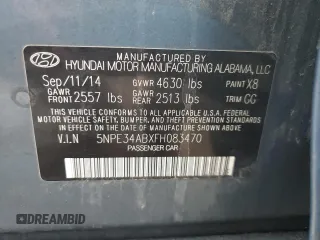 MANUFACTURED BY
HYUNDAI MOTOR MANUFACTURING ALABAMA, LLC
Sep/11/14 GVWR 4630 lbs PAINT X8
GAWR FRONT 2557 lbs GAWR REAR 2513 lbs TRIM GG
THIS VEHICLE CONFORMS TO ALL APPLICABLE U.S.A. FEDERAL
MOTOR VEHICLE SAFETY, BUMPER, AND THEFT PREVENTION
STANDARDS IN EFFECT ON THE DATE OF MANUFACTURE SHOWN ABOVE.
V.I.N 5NPE34ABXFH083470
PASSENGER CAR
DREAMBID